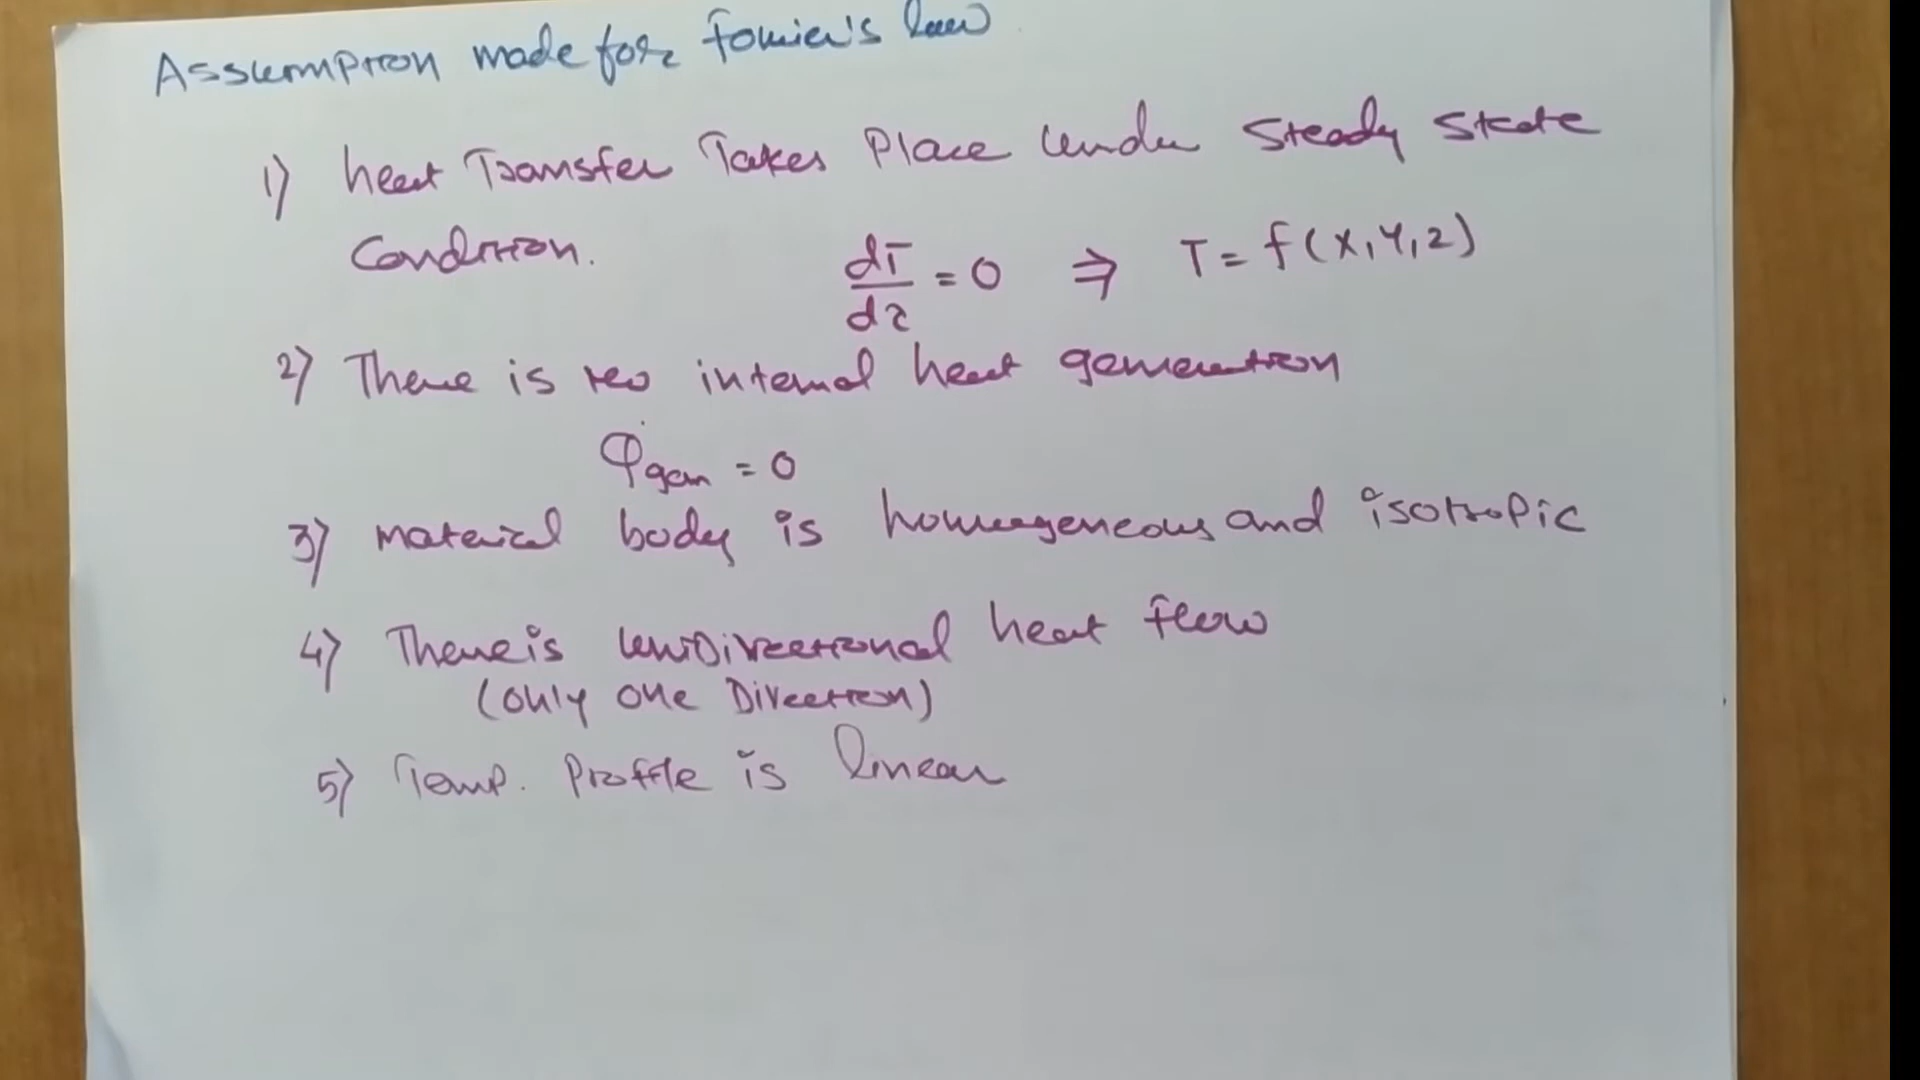 Assumption made for Fourier's law
1) heat Transfer Takes Place under Steady State
Condition. dT/dτ = 0 ⇒ T = f(x,y,z)
2) There is no internal heat generation
q̇gen = 0
3) material body is homogeneous and isotropic
4) There is uniDirectional heat flow
(only one Direction)
5) Temp. Profile is linear